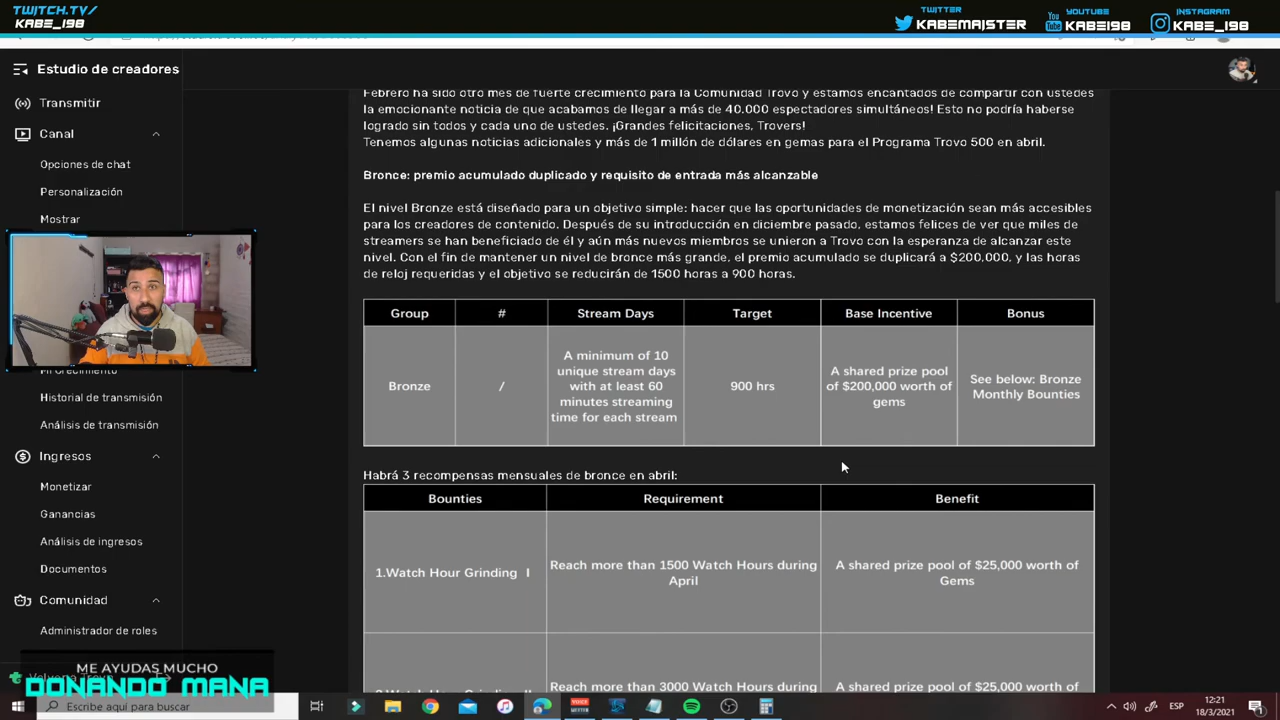 TWITCH.TV/
KABE_198
TWITTER
KABEMAJSTER
YOUTUBE
KABE198
INSTAGRAM
KABE_198
Estudio de creadores
Transmitir
Canal
Opciones de chat
Personalización
Mostrar
Historial de transmisión
Análisis de transmisión
Ingresos
Monetizar
Ganancias
Análisis de ingresos
Documentos
Comunidad
Administrador de roles
Febrero ha sido otro mes de fuerte crecimiento para la Comunidad Trovo y estamos encantados de compartir con ustedes
la emocionante noticia de que acabamos de llegar a más de 40.000 espectadores simultáneos! Esto no podría haberse
logrado sin todos y cada uno de ustedes. ¡Grandes felicitaciones, Trovers!
Tenemos algunas noticias adicionales y más de 1 millón de dólares en gemas para el Programa Trovo 500 en abril.
Bronce: premio acumulado duplicado y requisito de entrada más alcanzable
El nivel Bronze está diseñado para un objetivo simple: hacer que las oportunidades de monetización sean más accesibles
para los creadores de contenido. Después de su introducción en diciembre pasado, estamos felices de ver que miles de
streamers se han beneficiado de él y aún más nuevos miembros se unieron a Trovo con la esperanza de alcanzar este
nivel. Con el fin de mantener un nivel de bronce más grande, el premio acumulado se duplicará a $200,000, y las horas
de reloj requeridas y el objetivo se reducirán de 1500 horas a 900 horas.
Group # Stream Days Target Base Incentive Bonus
Bronze / A minimum of 10
unique stream days
with at least 60
minutes streaming
time for each stream
900 hrs
A shared prize pool
of $200,000 worth of
gems
See below: Bronze
Monthly Bounties
Habrá 3 recompensas mensuales de bronce en abril:
Bounties Requirement Benefit
1.Watch Hour Grinding I
Reach more than 1500 Watch Hours during
April
A shared prize pool of $25,000 worth of
Gems
Reach more than 3000 Watch Hours during
A shared prize pool of $25,000 worth of
ME AYUDAS MUCHO
DONANDO MANA
Escribe aquí para buscar
ESP
12:21
18/3/2021